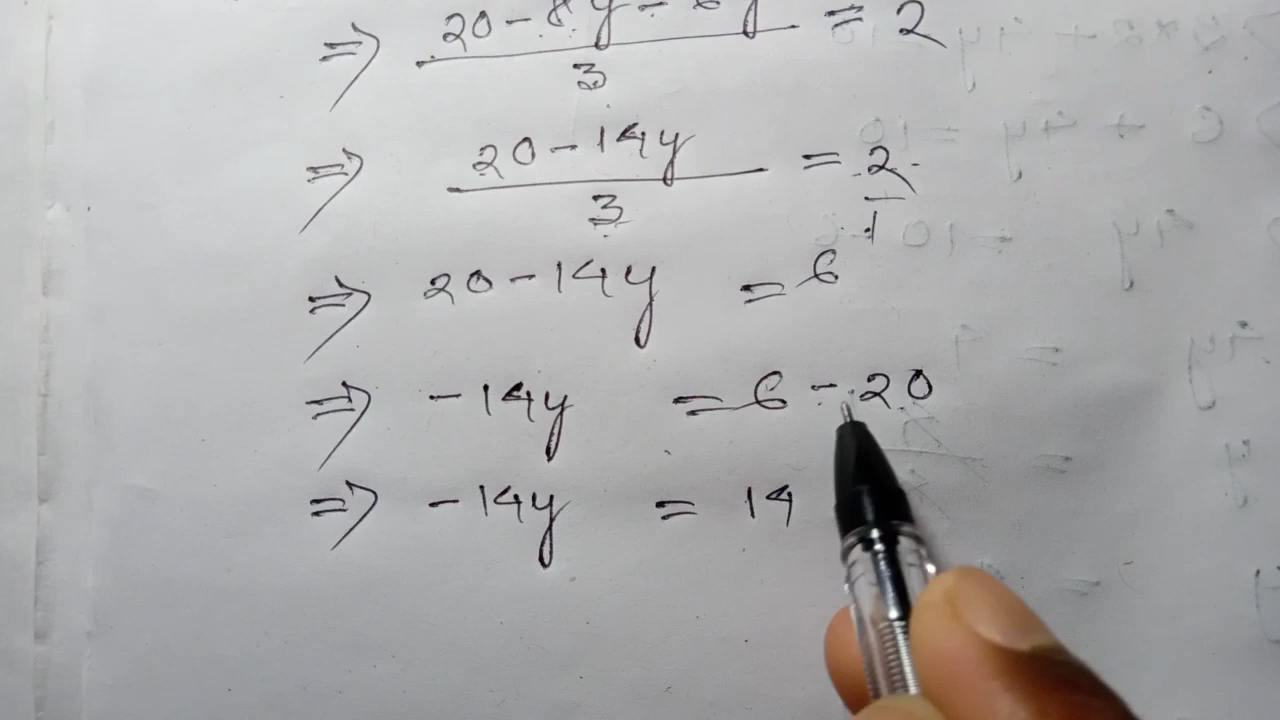 ⇒ 20 - 8y - 6y / 3 = 2
⇒ 20 - 14y / 3 = 2 / 1
⇒ 20 - 14y = 6
⇒ - 14y = 6 - 20
⇒ - 14y = 14